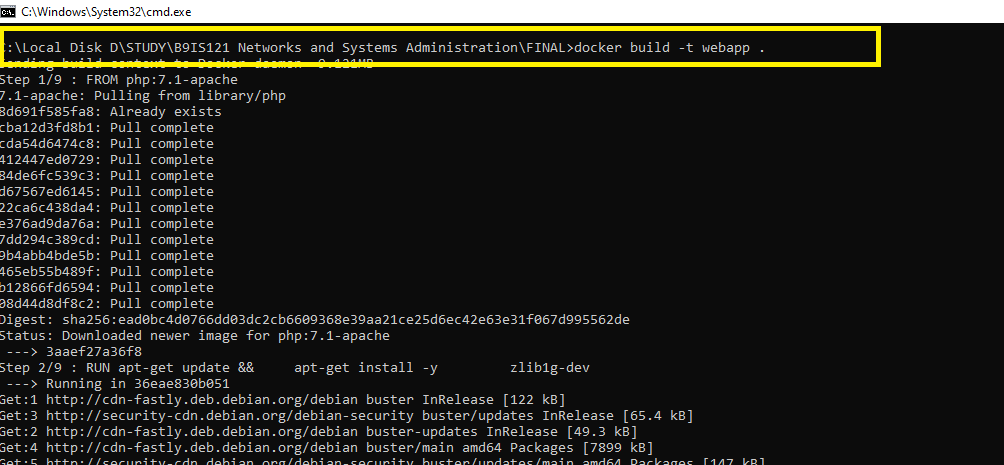 C:\Windows\System32\cmd.exe
:\Local Disk D\STUDY\B9IS121 Networks and Systems Administration\FINAL>docker build -t webapp .
Sending build context to Docker daemon 9.121MB
Step 1/9 : FROM php:7.1-apache
7.1-apache: Pulling from library/php
8d691f585fa8: Already exists
cba12d3fd8b1: Pull complete
cda54d6474c8: Pull complete
412447ed0729: Pull complete
84de6fc539c3: Pull complete
d67567ed6145: Pull complete
22ca6c438da4: Pull complete
e376ad9da76a: Pull complete
7dd294c389cd: Pull complete
9b4abb4bde5b: Pull complete
465eb55b489f: Pull complete
b12866fd6594: Pull complete
08d44d8df8c2: Pull complete
Digest: sha256:ead0bc4d0766dd03dc2cb6609368e39aa21ce25d6ec42e63e31f067d995562de
Status: Downloaded newer image for php:7.1-apache
---> 3aaef27a36f8
Step 2/9 : RUN apt-get update && apt-get install -y zlib1g-dev
---> Running in 36eae830b051
Get:1 http://cdn-fastly.deb.debian.org/debian buster InRelease [122 kB]
Get:3 http://security-cdn.debian.org/debian-security buster/updates InRelease [65.4 kB]
Get:2 http://cdn-fastly.deb.debian.org/debian buster-updates InRelease [49.3 kB]
Get:4 http://cdn-fastly.deb.debian.org/debian buster/main amd64 Packages [7899 kB]
Get:5 http://security-cdn.debian.org/debian-security buster/updates/main amd64 Packages [147 kB]